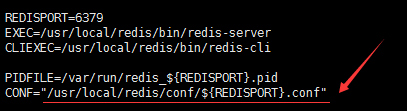 REDISPORT=6379
EXEC=/usr/local/redis/bin/redis-server
CLIEXEC=/usr/local/redis/bin/redis-cli
PIDFILE=/var/run/redis_${REDISPORT}.pid
CONF="/usr/local/redis/conf/${REDISPORT}.conf"